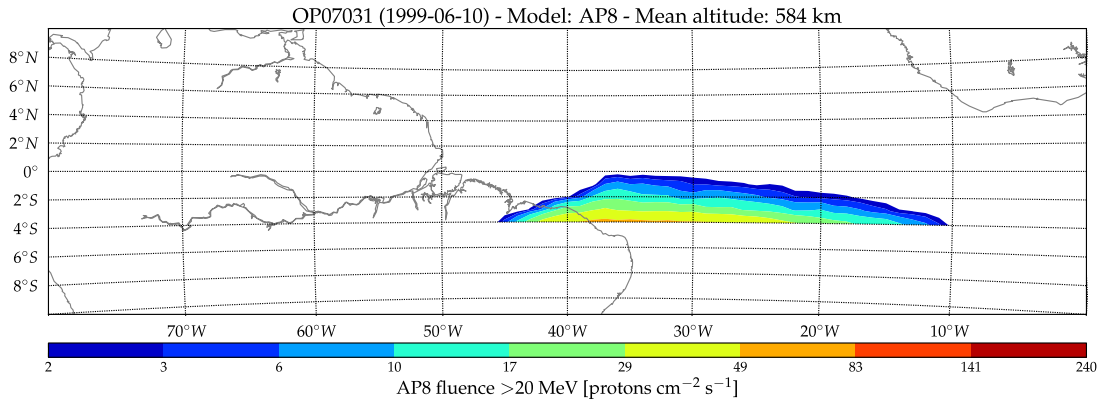 OP07031 (1999-06-10) - Model: AP8 - Mean altitude: 584 km
8°N
6°N
4°N
2°N
0°
2°S
4°S
6°S
8°S
70°W 60°W 50°W 40°W 30°W 20°W 10°W
2 3 6 10 17 29 49 83 141 240
AP8 fluence >20 MeV [protons cm⁻² s⁻¹]